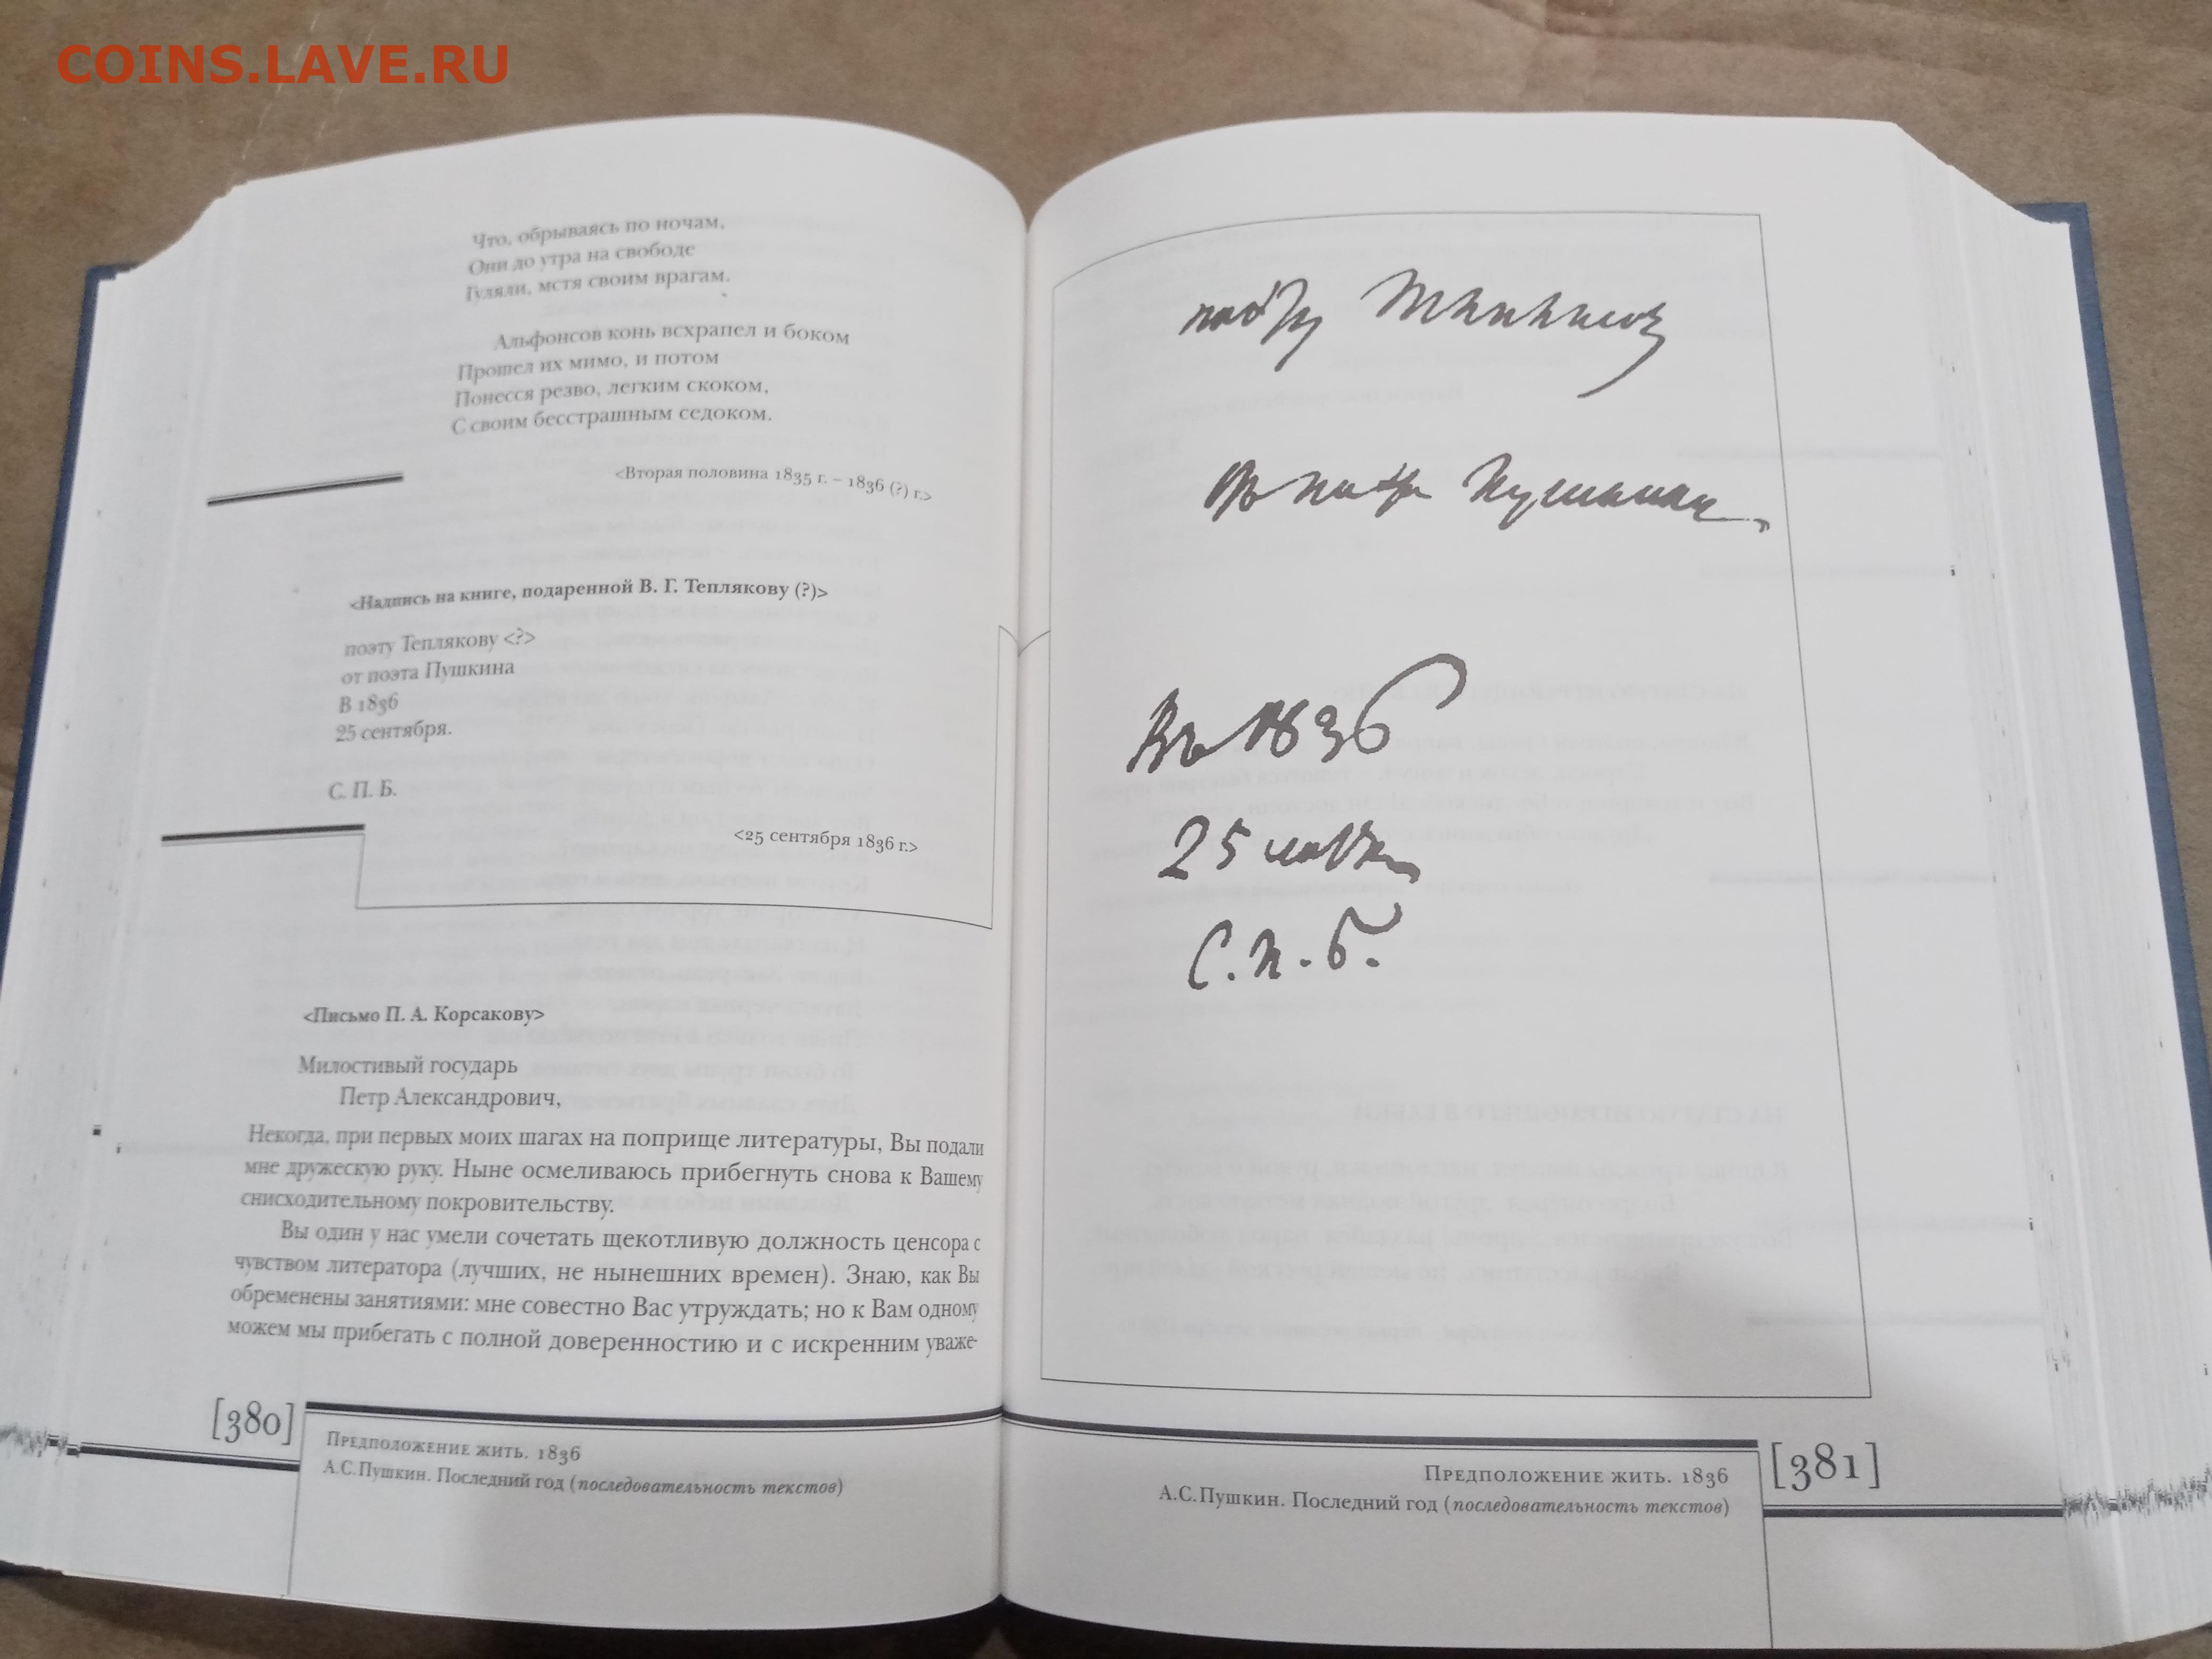 COINS.LAVE.RU
Что, обрываясь по ночам,
Они до утра на свободе
Гуляли, мстя своим врагам.
Альфонсов конь всхрапел и боком
Прошел их мимо, и потом
Понесся резво, легким скоком,
С своим бесстрашным седоком.
<Вторая половина 1835 г. – 1836 (?) г.>
<Надпись на книге, подаренной В. Г. Теплякову (?)>
поэту Теплякову <?>
от поэта Пушкина
В 1836
25 сентября.
С. П. Б.
<25 сентября 1836 г.>
<Письмо П. А. Корсакову>
Милостивый государь
Петр Александрович,
Некогда, при первых моих шагах на поприще литературы, Вы подали
мне дружескую руку. Ныне осмеливаюсь прибегнуть снова к Вашему
снисходительному покровительству.
Вы один у нас умели сочетать щекотливую должность ценсора с
чувством литератора (лучших, не нынешних времен). Знаю, как Вы
обременены занятиями: мне совестно Вас утруждать; но к Вам одному
можем мы прибегать с полной доверенностию и с искренним уваже-
[380]
Предположение жить. 1836
А.С.Пушкин. Последний год (последовательность текстов)
Въ 1836
25
С. П. Б.
Предположение жить. 1836
А.С.Пушкин. Последний год (последовательность текстов)
[381]